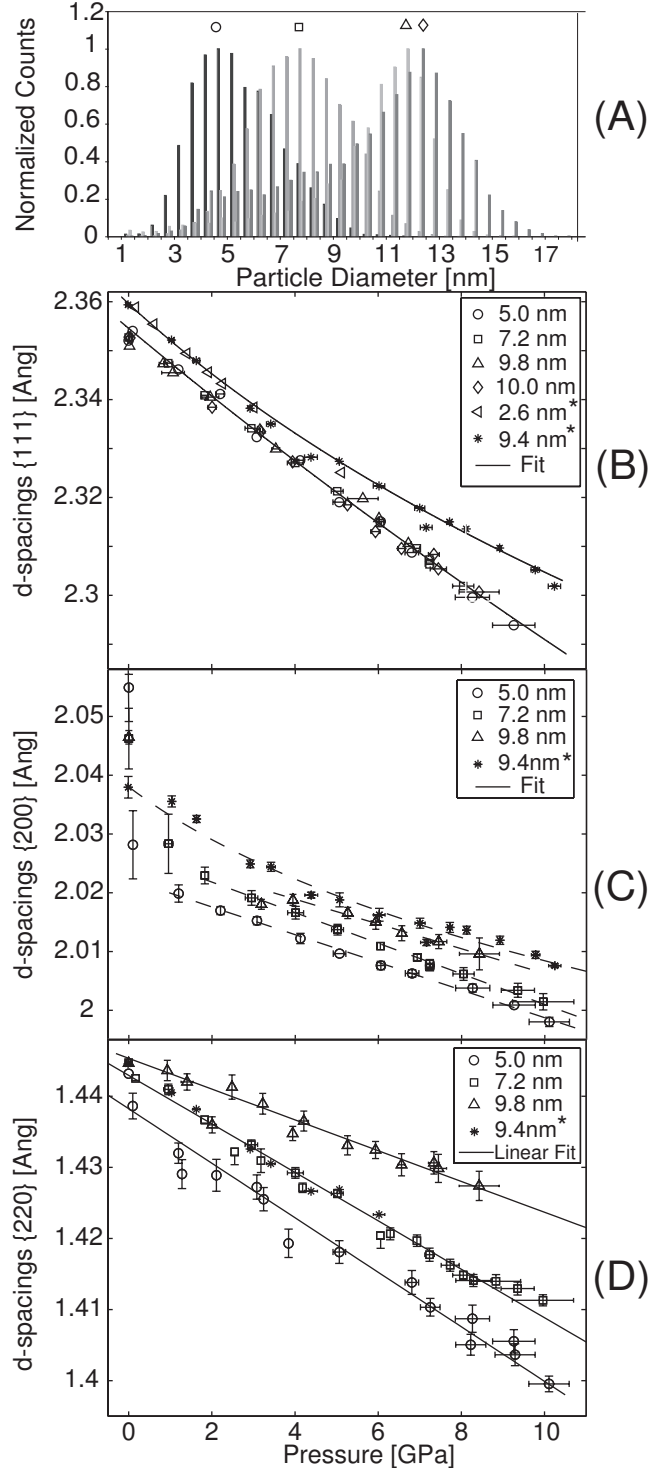 1.2
1
0.8
0.6
0.4
0.2
0
Normalized Counts
1 3 5 7 9 11 13 15 17
Particle Diameter [nm]
(A)
2.36
2.34
2.32
2.3
d-spacings {111} [Ang]
5.0 nm
7.2 nm
9.8 nm
10.0 nm
2.6 nm*
9.4 nm*
Fit
(B)
2.05
2.04
2.03
2.02
2.01
2
d-spacings {200} [Ang]
5.0 nm
7.2 nm
9.8 nm
9.4nm*
Fit
(C)
1.44
1.43
1.42
1.41
1.4
d-spacings {220} [Ang]
5.0 nm
7.2 nm
9.8 nm
9.4nm*
Linear Fit
(D)
0 2 4 6 8 10
Pressure [GPa]